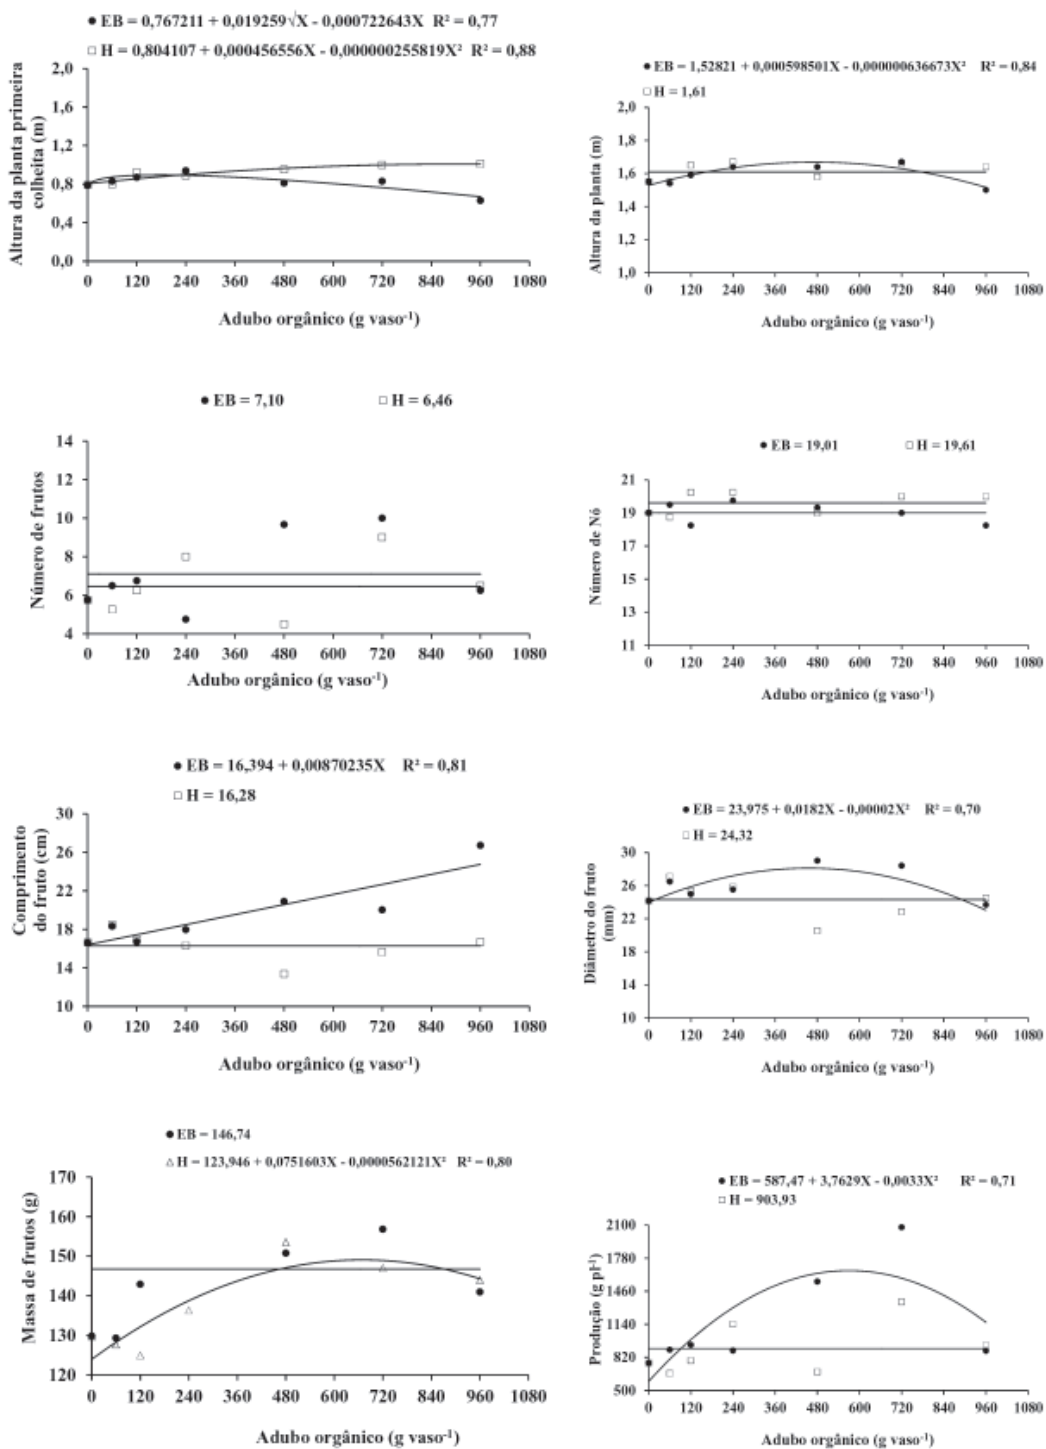 ● EB = 0,767211 + 0,019259√X - 0,000722643X R² = 0,77
□ H = 0,804107 + 0,000456556X - 0,000000255819X² R² = 0,88
Altura da planta primeira
colheita (m)
2,0
1,6
1,2
0,8
0,4
0,0
0 120 240 360 480 600 720 840 960 1080
Adubo orgânico (g vaso⁻¹)
● EB = 1,52821 + 0,000598501X - 0,000000636673X² R² = 0,84
□ H = 1,61
Altura da planta (m)
2,0
1,8
1,6
1,4
1,2
1,0
0 120 240 360 480 600 720 840 960 1080
Adubo orgânico (g vaso⁻¹)
● EB = 7,10 □ H = 6,46
Número de frutos
14
12
10
8
6
4
0 120 240 360 480 600 720 840 960 1080
Adubo orgânico (g vaso⁻¹)
● EB = 19,01 □ H = 19,61
Número de Nó
21
19
17
15
13
11
0 120 240 360 480 600 720 840 960 1080
Adubo orgânico (g vaso⁻¹)
● EB = 16,394 + 0,00870235X R² = 0,81
□ H = 16,28
Comprimento
do fruto (cm)
30
26
22
18
14
10
0 120 240 360 480 600 720 840 960 1080
Adubo orgânico (g vaso⁻¹)
● EB = 23,975 + 0,0182X - 0,00002X² R² = 0,70
□ H = 24,32
Diâmetro do fruto
(mm)
30
26
22
18
14
10
0 120 240 360 480 600 720 840 960 1080
Adubo orgânico (g vaso⁻¹)
● EB = 146,74
△ H = 123,946 + 0,0751603X - 0,0000562121X² R² = 0,80
Massa de frutos (g)
170
160
150
140
130
120
0 120 240 360 480 600 720 840 960 1080
Adubo orgânico (g vaso⁻¹)
● EB = 587,47 + 3,7629X - 0,0033X² R² = 0,71
□ H = 903,93
Produção (g pl⁻¹)
2100
1780
1460
1140
820
500
0 120 240 360 480 600 720 840 960 1080
Adubo orgânico (g vaso⁻¹)